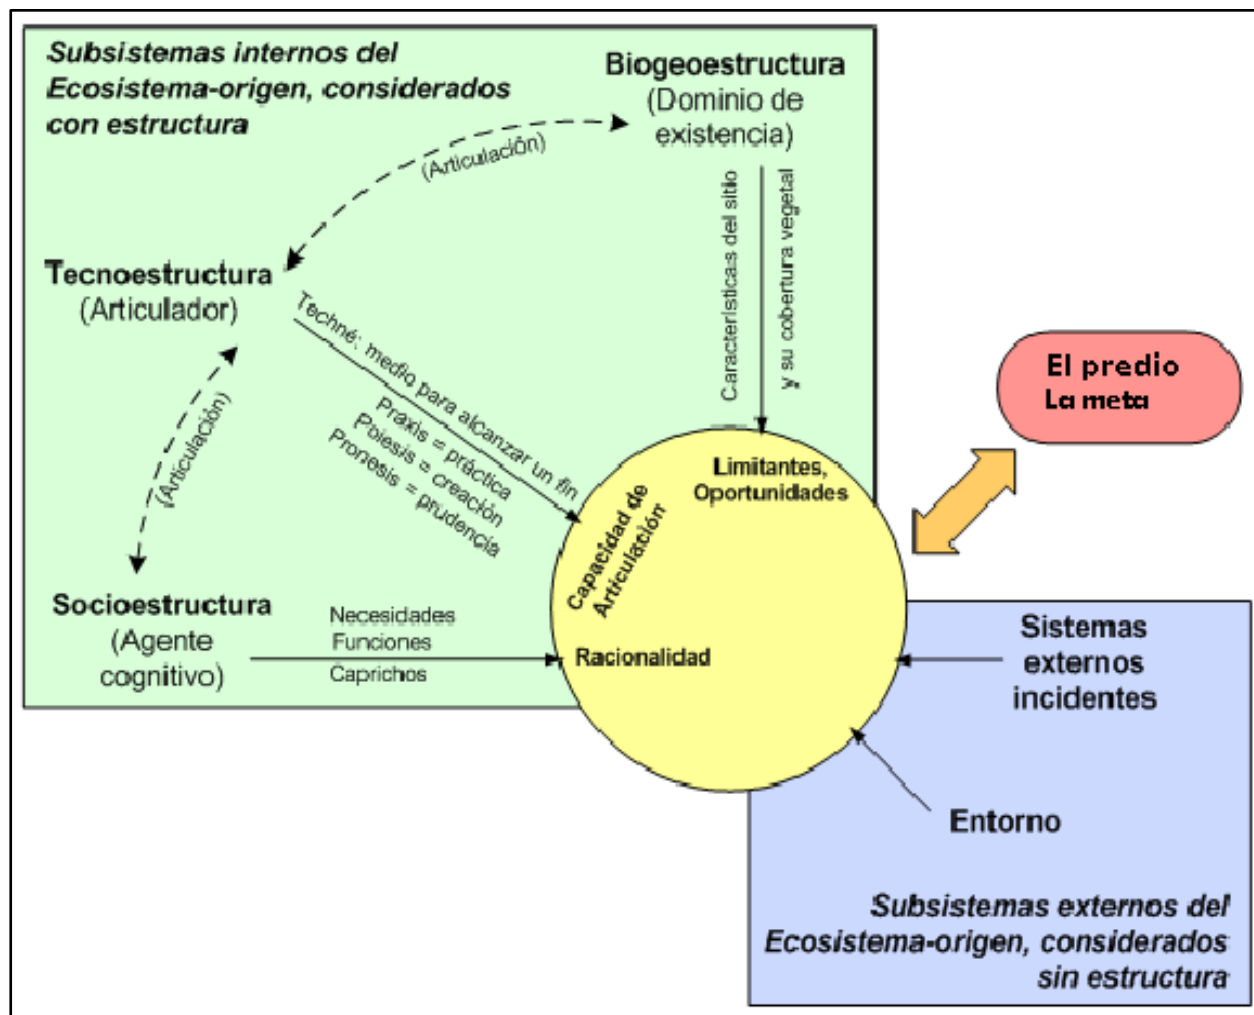 Subsistemas internos del
Ecosistema-origen, considerados
con estructura
Biogeoestructura
(Dominio de
existencia)
(Articulación)
Características del sitio
y su cobertura vegetal
Tecnoestructura
(Articulador)
Techné: medio para alcanzar un fin
Praxis = práctica
Poiesis = creación
Pronesis = prudencia
(Articulación)
El predio
La meta
Limitantes,
Oportunidades
Capacidad de
Articulación
Socioestructura
(Agente
cognitivo)
Necesidades
Funciones
Caprichos
Racionalidad
Sistemas
externos
incidentes
Entorno
Subsistemas externos del
Ecosistema-origen, considerados
sin estructura